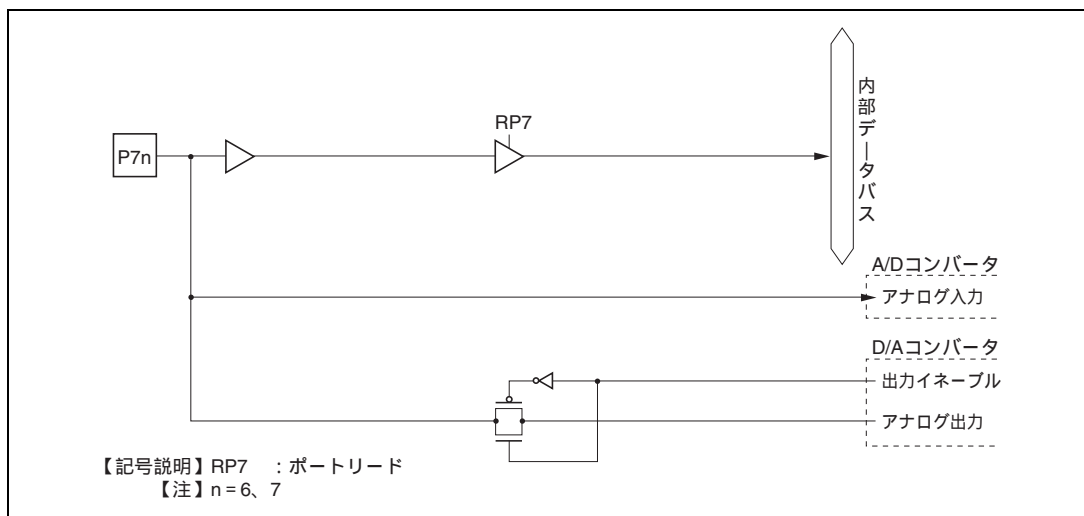 RP7
P7n
内部データバス
A/Dコンバータ
アナログ入力
D/Aコンバータ
出力イネーブル
アナログ出力
【記号説明】RP7 :ポートリード
【注】n = 6、7